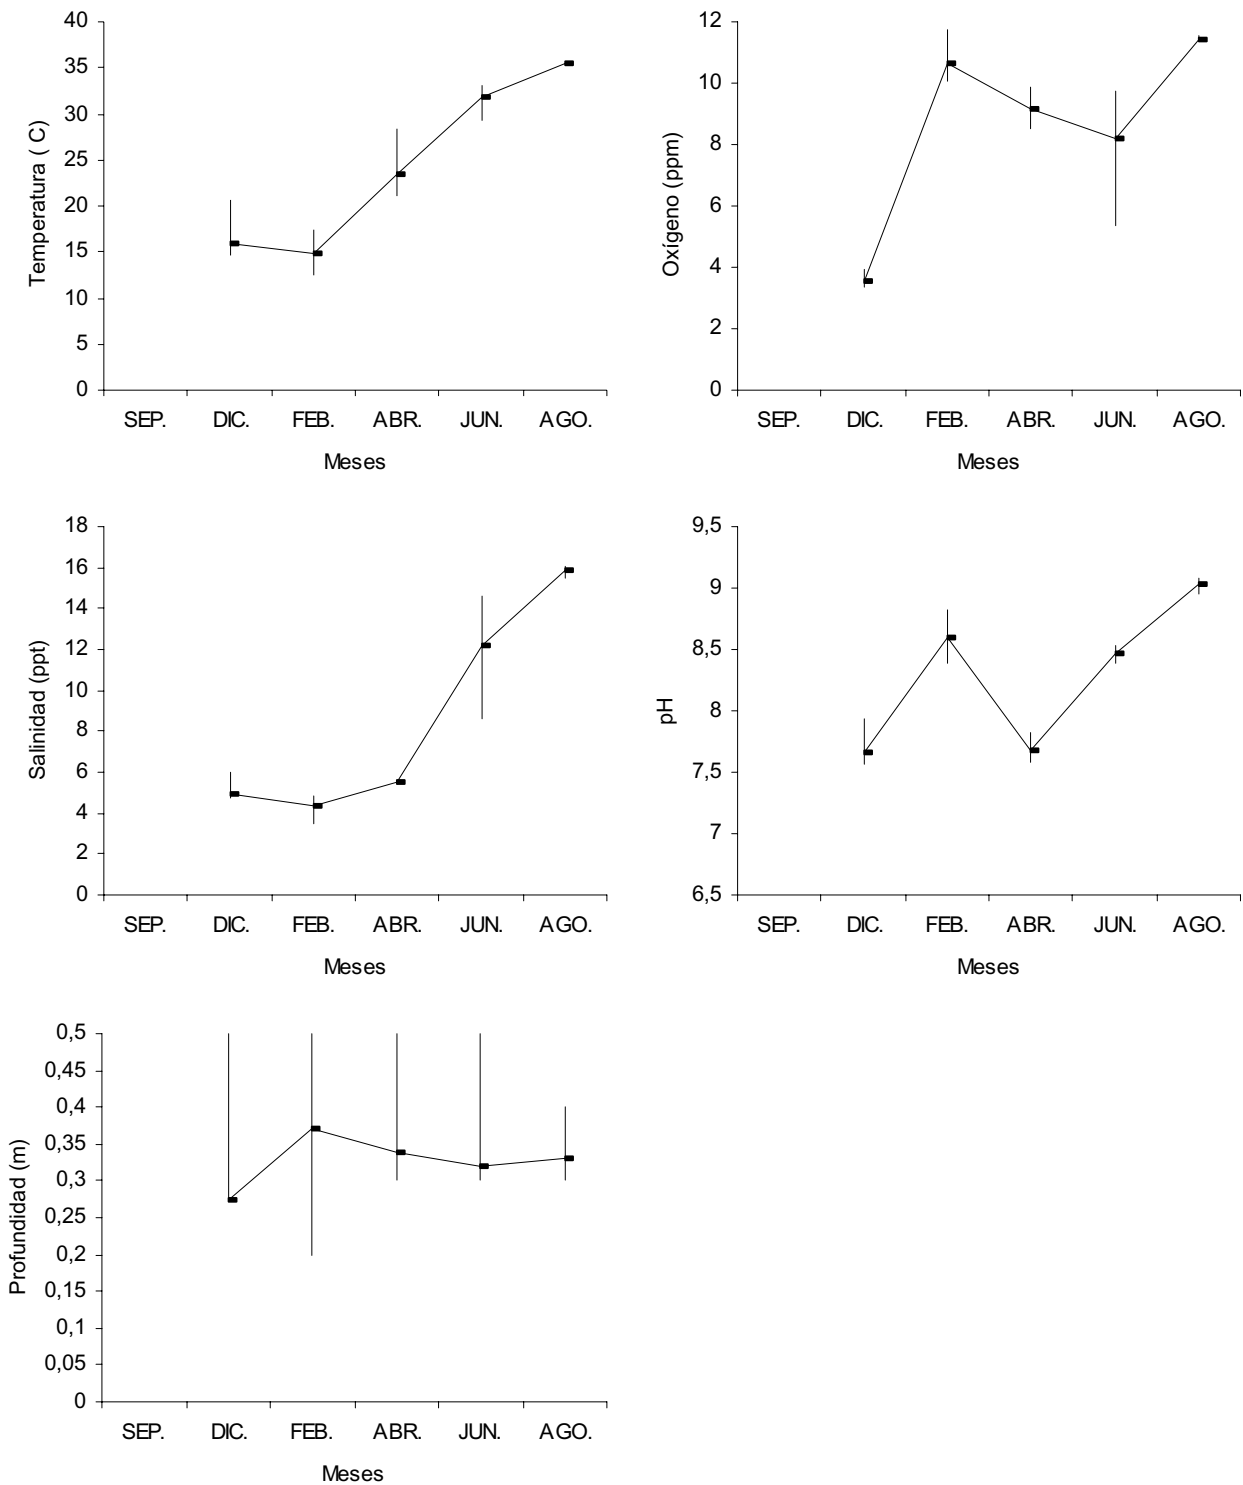 Temperatura ( C)
40
35
30
25
20
15
10
5
0
SEP. DIC. FEB. ABR. JUN. AGO.
Meses
Oxígeno (ppm)
12
10
8
6
4
2
0
SEP. DIC. FEB. ABR. JUN. AGO.
Meses
Salinidad (ppt)
18
16
14
12
10
8
6
4
2
0
SEP. DIC. FEB. ABR. JUN. AGO.
Meses
pH
9,5
9
8,5
8
7,5
7
6,5
SEP. DIC. FEB. ABR. JUN. AGO.
Meses
Profundidad (m)
0,5
0,45
0,4
0,35
0,3
0,25
0,2
0,15
0,1
0,05
0
SEP. DIC. FEB. ABR. JUN. AGO.
Meses